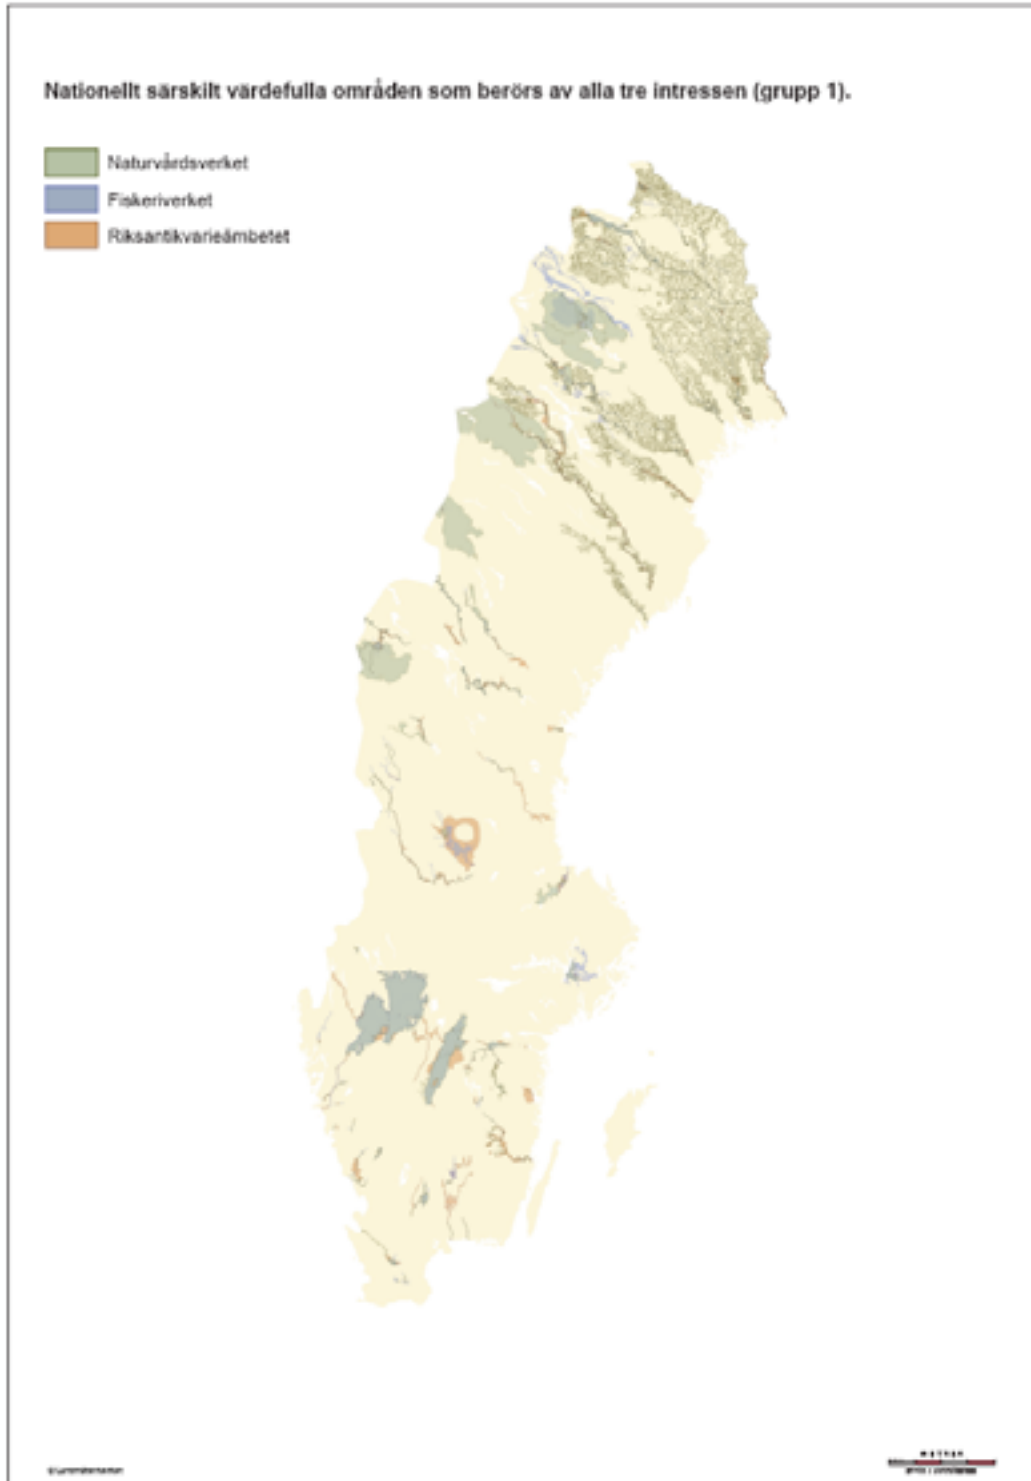 Nationellt särskilt värdefulla områden som berörs av alla tre intressen (grupp 1).
Naturvårdsverket
Fiskeriverket
Riksantikvarieämbetet